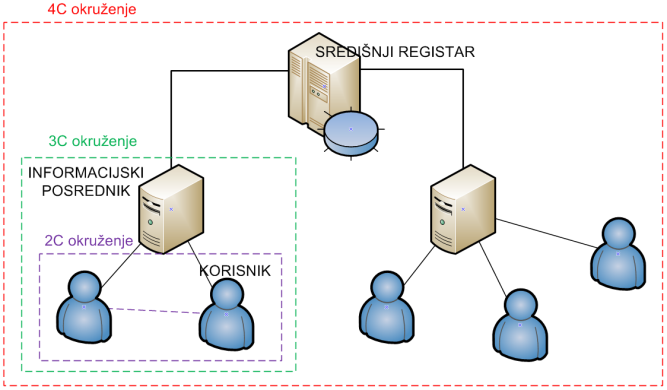 4C okruženje
SREDIŠNJI REGISTAR
3C okruženje
INFORMACIJSKI
POSREDNIK
2C okruženje
KORISNIK